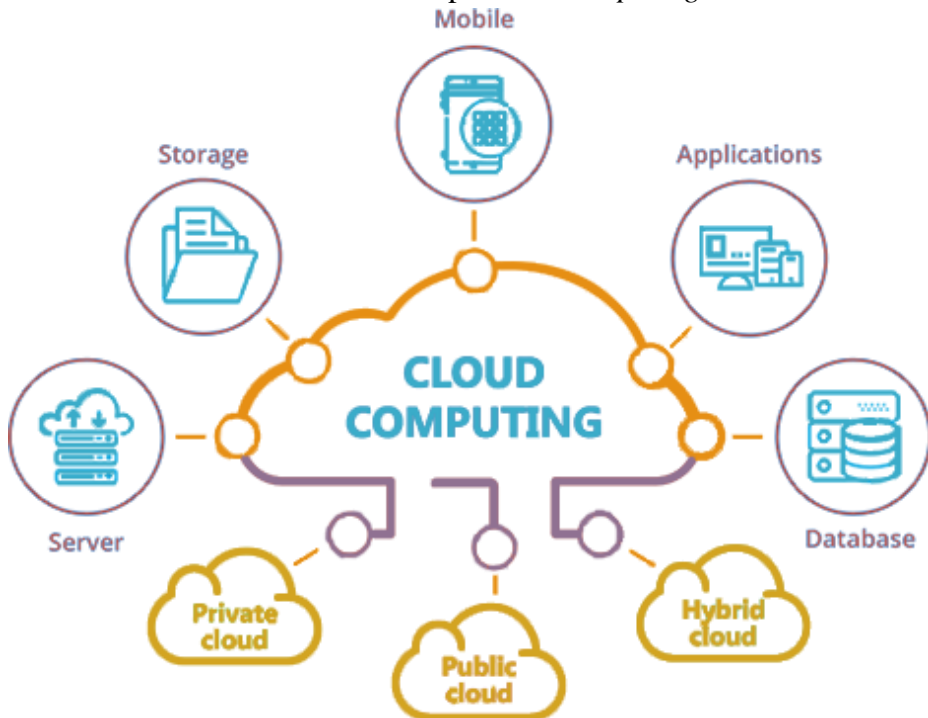 Mobile
Storage
Applications
CLOUD
COMPUTING
Server
Database
Private
cloud
Public
cloud
Hybrid
cloud